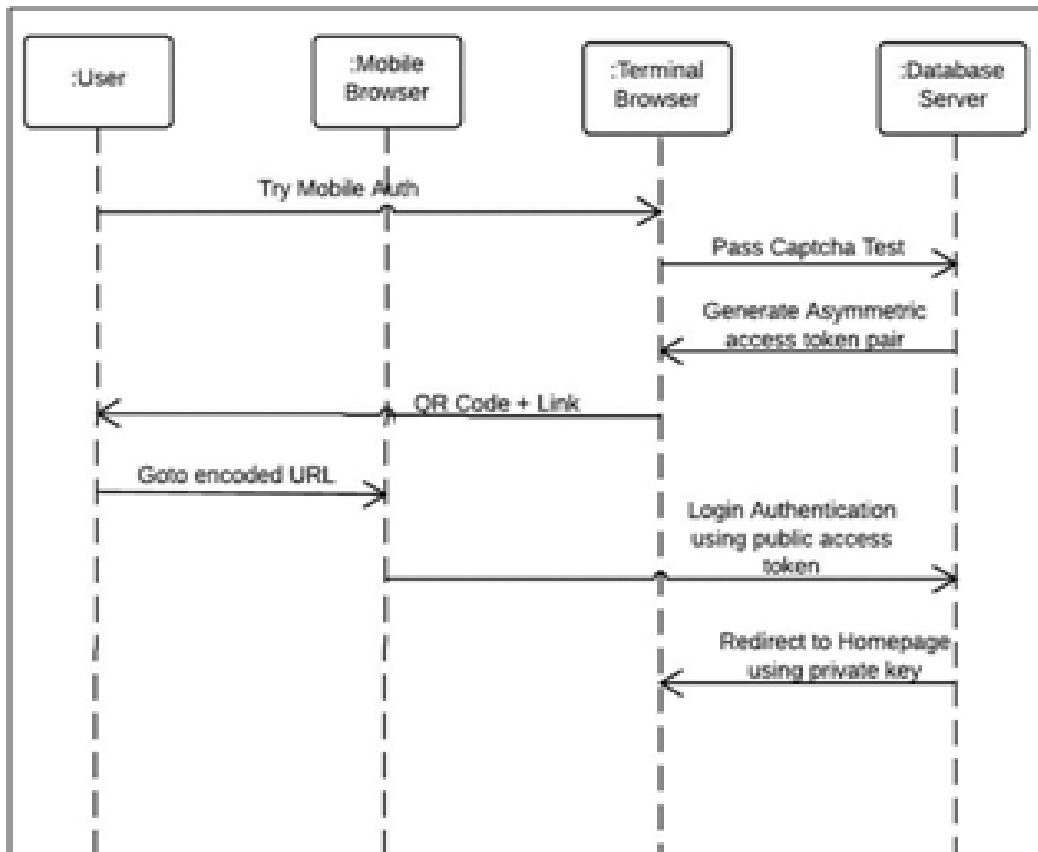 :User
:Mobile
Browser
:Terminal
Browser
:Database
Server
Try Mobile Auth
Pass Captcha Test
Generate Asymmetric
access token pair
QR Code + Link
Goto encoded URL
Login Authentication
using public access
token
Redirect to Homepage
using private key